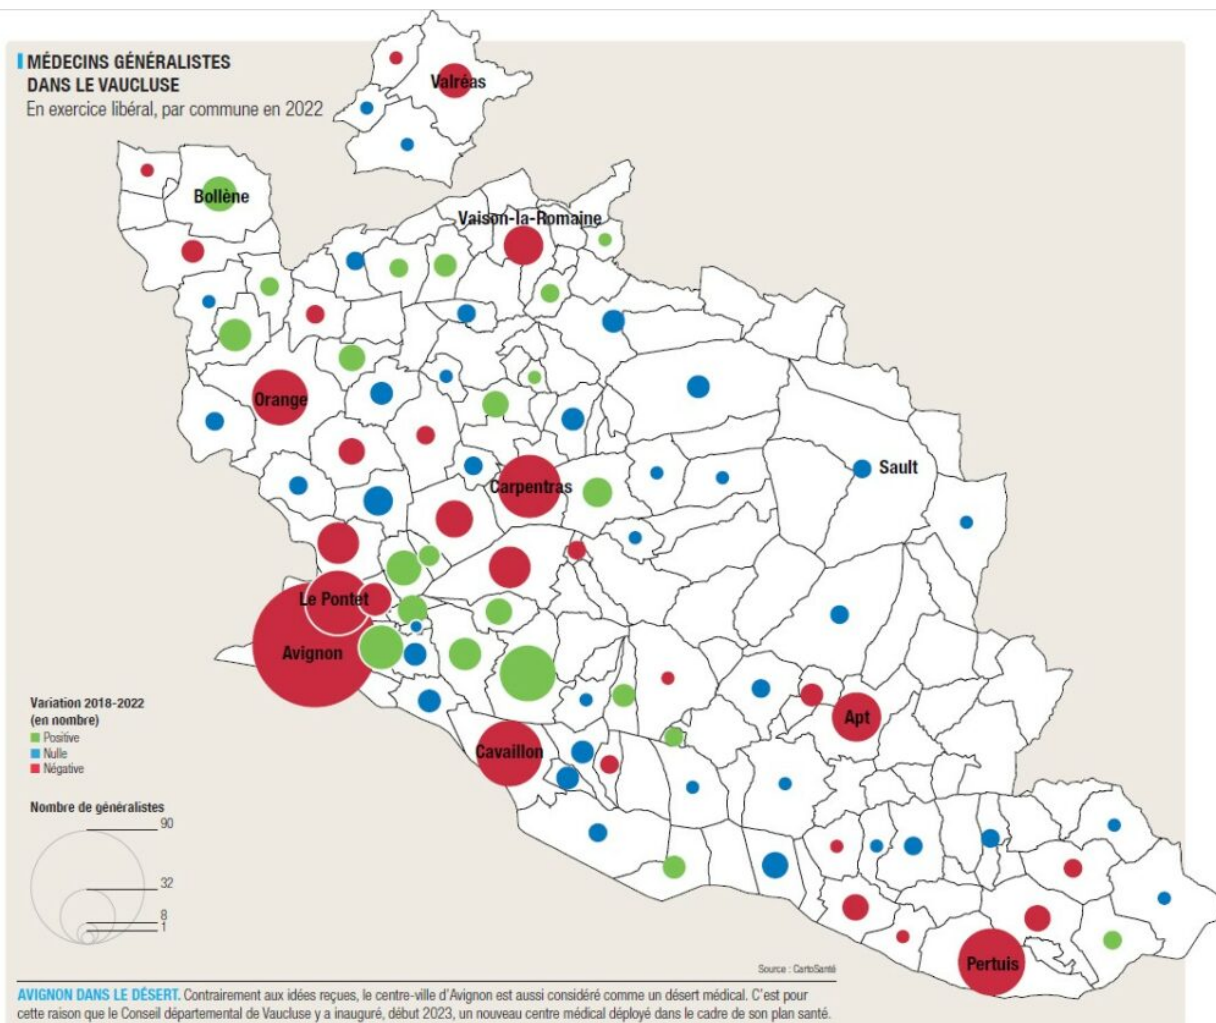 MÉDECINS GÉNÉRALISTES
DANS LE VAUCLUSE
En exercice libéral, par commune en 2022
Valréas
Bollène
Vaison-la-Romaine
Orange
Sault
Carpentras
Le Pontet
Avignon
Apt
Cavaillon
Pertuis
Variation 2018-2022
(en nombre)
Positive
Nulle
Négative
Nombre de généralistes
90
32
8
1
Source : CartoSanté
AVIGNON DANS LE DÉSERT. Contrairement aux idées reçues, le centre-ville d'Avignon est aussi considéré comme un désert médical. C'est pour
cette raison que le Conseil départemental de Vaucluse y a inauguré, début 2023, un nouveau centre médical déployé dans le cadre de son plan santé.